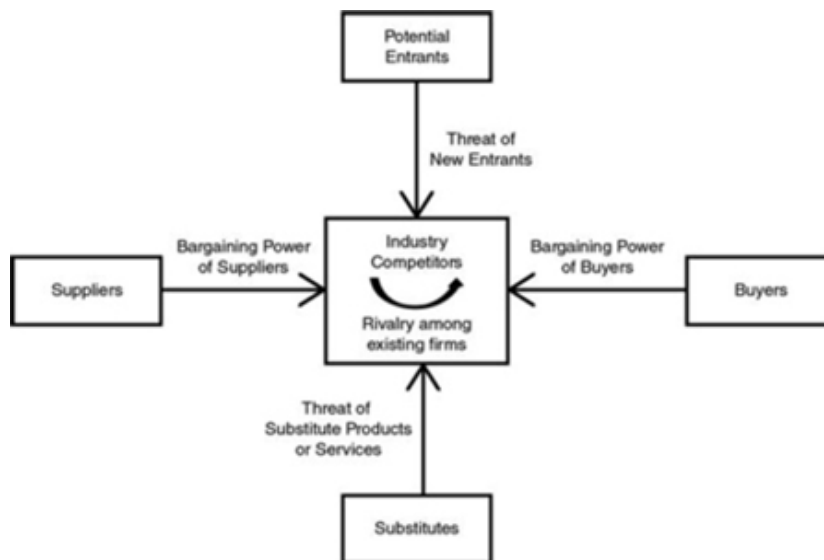 Potential
Entrants
Threat of
New Entrants
Bargaining Power
of Suppliers
Industry
Competitors
Bargaining Power
of Buyers
Suppliers
Buyers
Rivalry among
existing firms
Threat of
Substitute Products
or Services
Substitutes